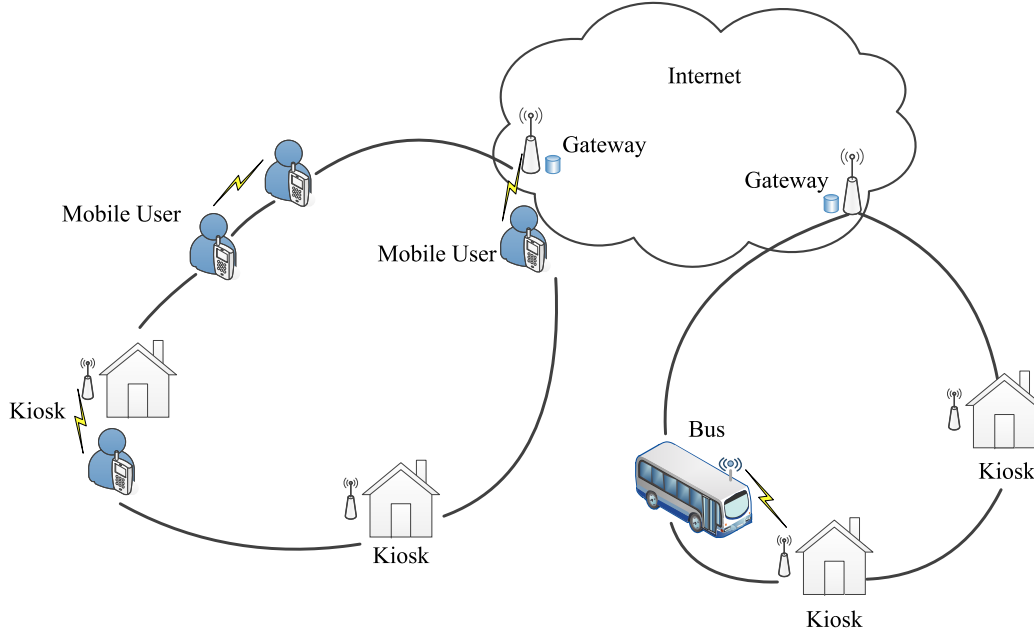 Internet
Gateway
Gateway
Mobile User
Mobile User
Kiosk
Bus
Kiosk
Kiosk
Kiosk